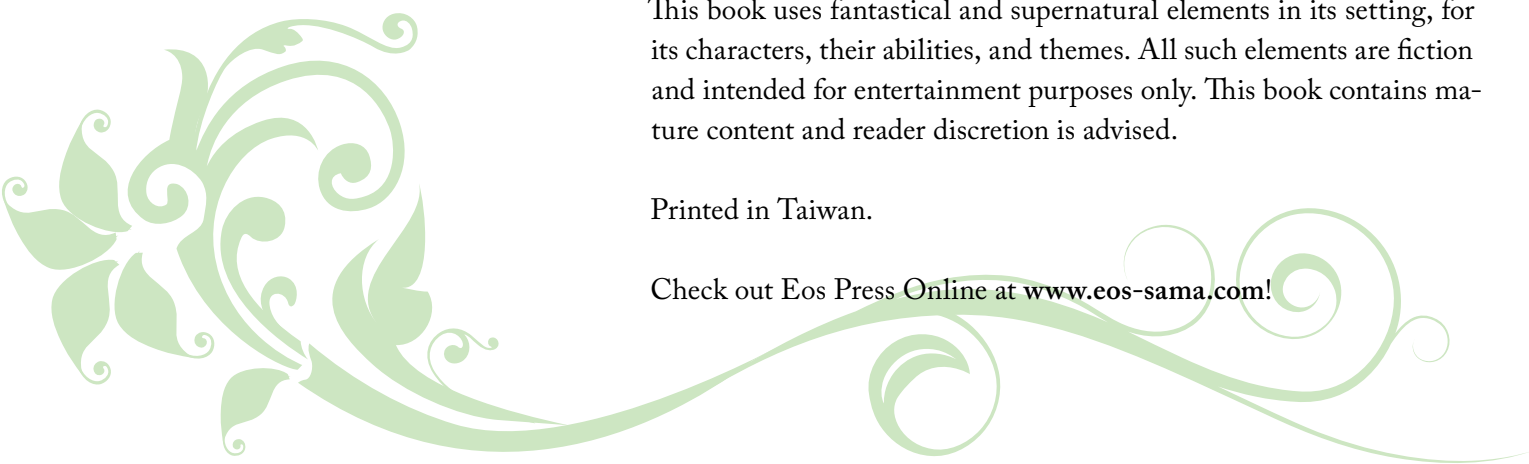 This book uses fantastical and supernatural elements in its setting, for
its characters, their abilities, and themes. All such elements are fiction
and intended for entertainment purposes only. This book contains ma-
ture content and reader discretion is advised.
Printed in Taiwan.
Check out Eos Press Online at www.eos-sama.com!